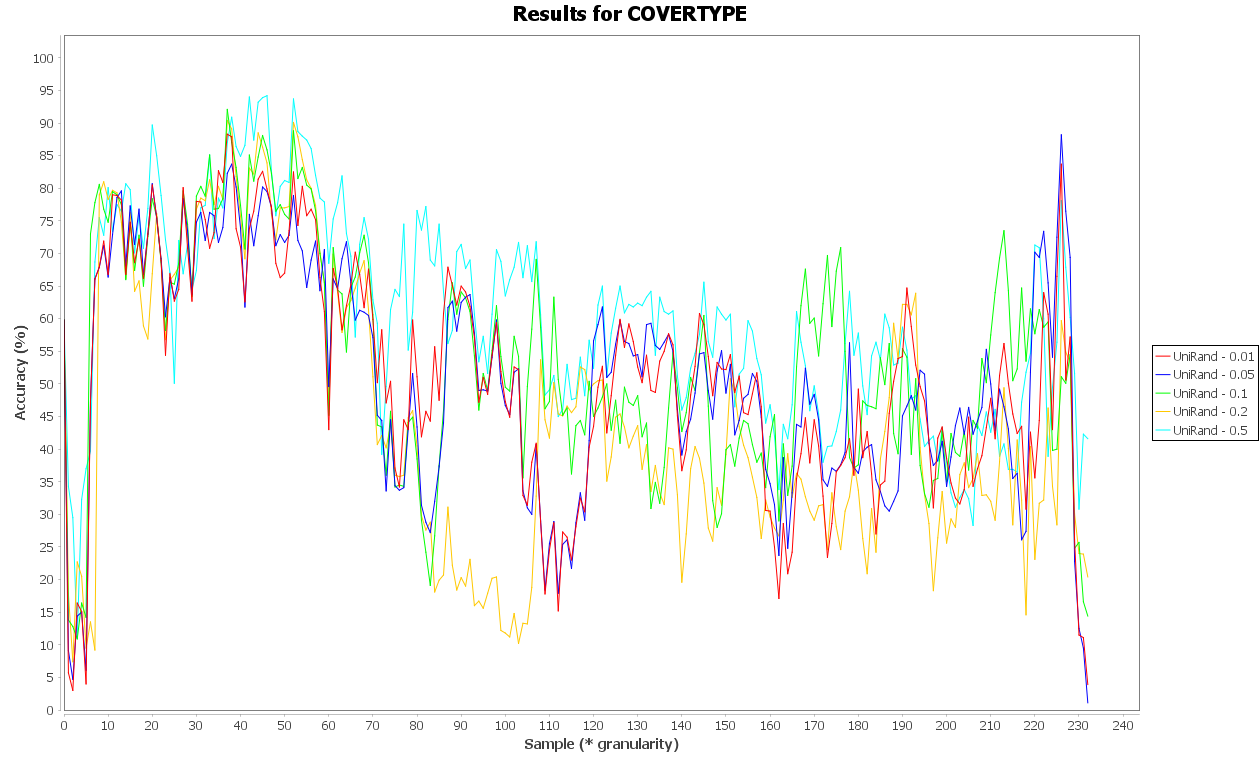 Results for COVERTYPE
Accuracy (%)
100
95
90
85
80
75
70
65
60
55
50
45
40
35
30
25
20
15
10
5
0
0 10 20 30 40 50 60 70 80 90 100 110 120 130 140 150 160 170 180 190 200 210 220 230 240
Sample (* granularity)
UniRand - 0.01
UniRand - 0.05
UniRand - 0.1
UniRand - 0.2
UniRand - 0.5